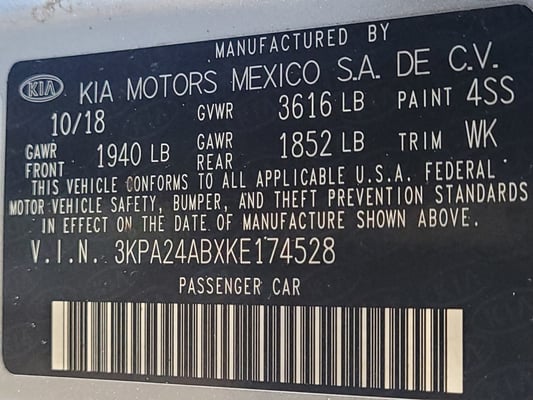 MANUFACTURED BY
KIA KIA MOTORS MEXICO S.A. DE C.V.
10/18 GVWR 3616 LB PAINT 4SS
GAWR FRONT 1940 LB GAWR REAR 1852 LB TRIM WK
THIS VEHICLE CONFORMS TO ALL APPLICABLE U.S.A. FEDERAL
MOTOR VEHICLE SAFETY, BUMPER, AND THEFT PREVENTION STANDARDS
IN EFFECT ON THE DATE OF MANUFACTURE SHOWN ABOVE.
V.I.N. 3KPA24ABXKE174528
PASSENGER CAR